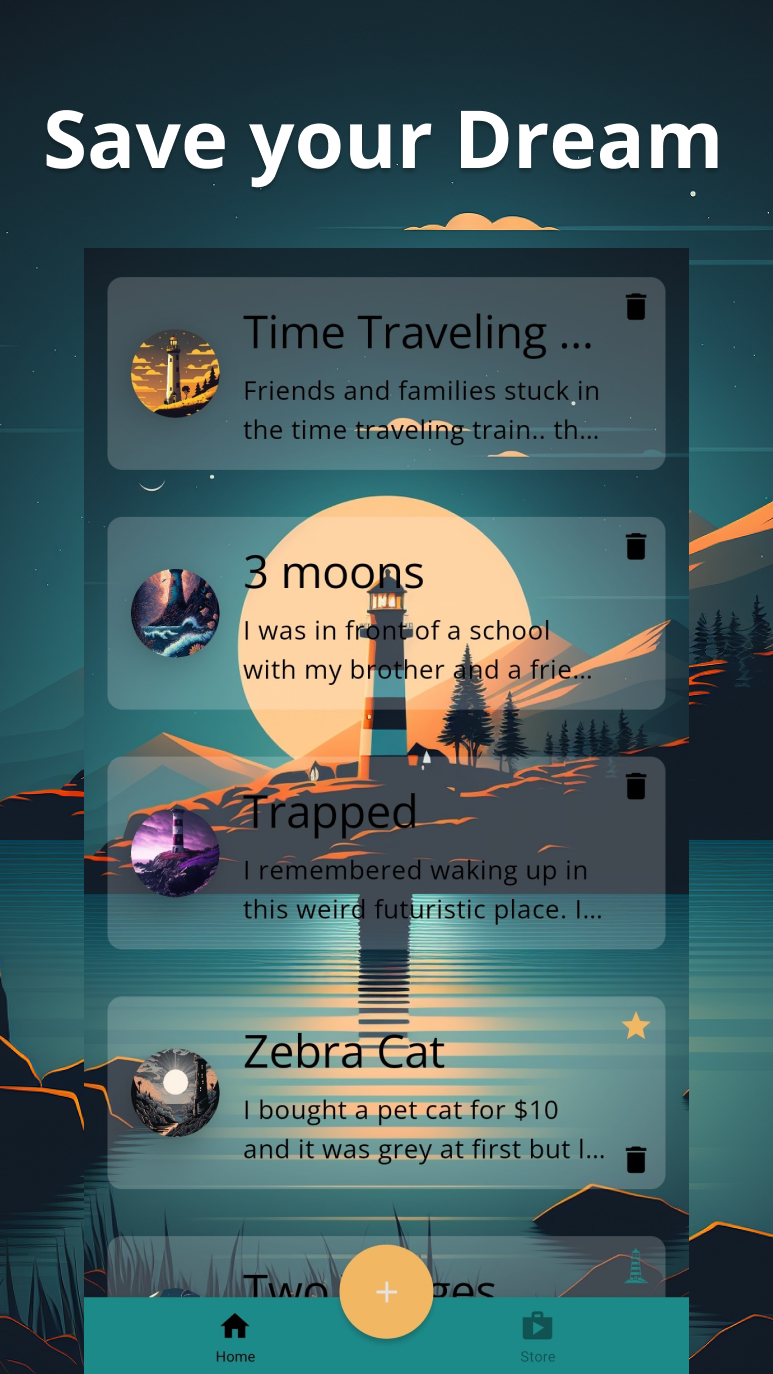 Save your Dream
Time Traveling ...
Friends and families stuck in
the time traveling train.. th...
3 moons
I was in front of a school
with my brother and a frie...
Trapped
I remembered waking up in
this weird futuristic place. I...
Zebra Cat
I bought a pet cat for $10
and it was grey at first but l...
Two
Home
Store